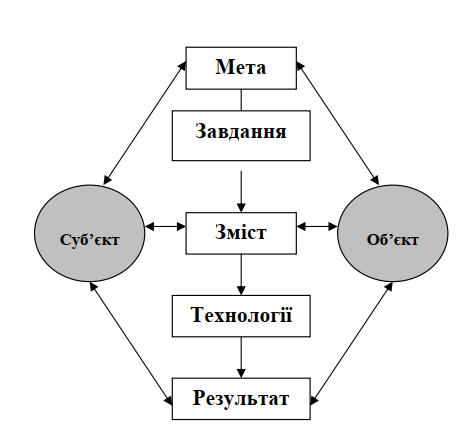 Мета
Завдання
Суб’єкт
Зміст
Об’єкт
Технології
Результат